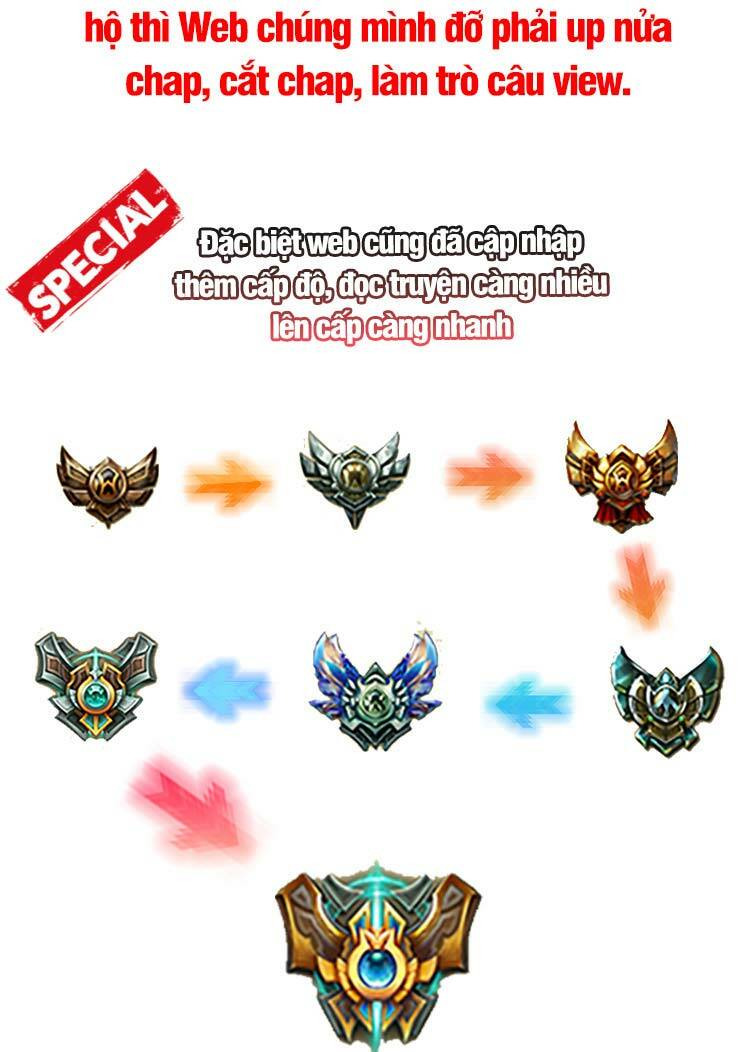 hộ thì Web chúng mình đỡ phải up nửa
chap, cắt chap, làm trò câu view.
SPECIAL
Đặc biệt web cũng đã cập nhập
thêm cấp độ, đọc truyện càng nhiều
lên cấp càng nhanh